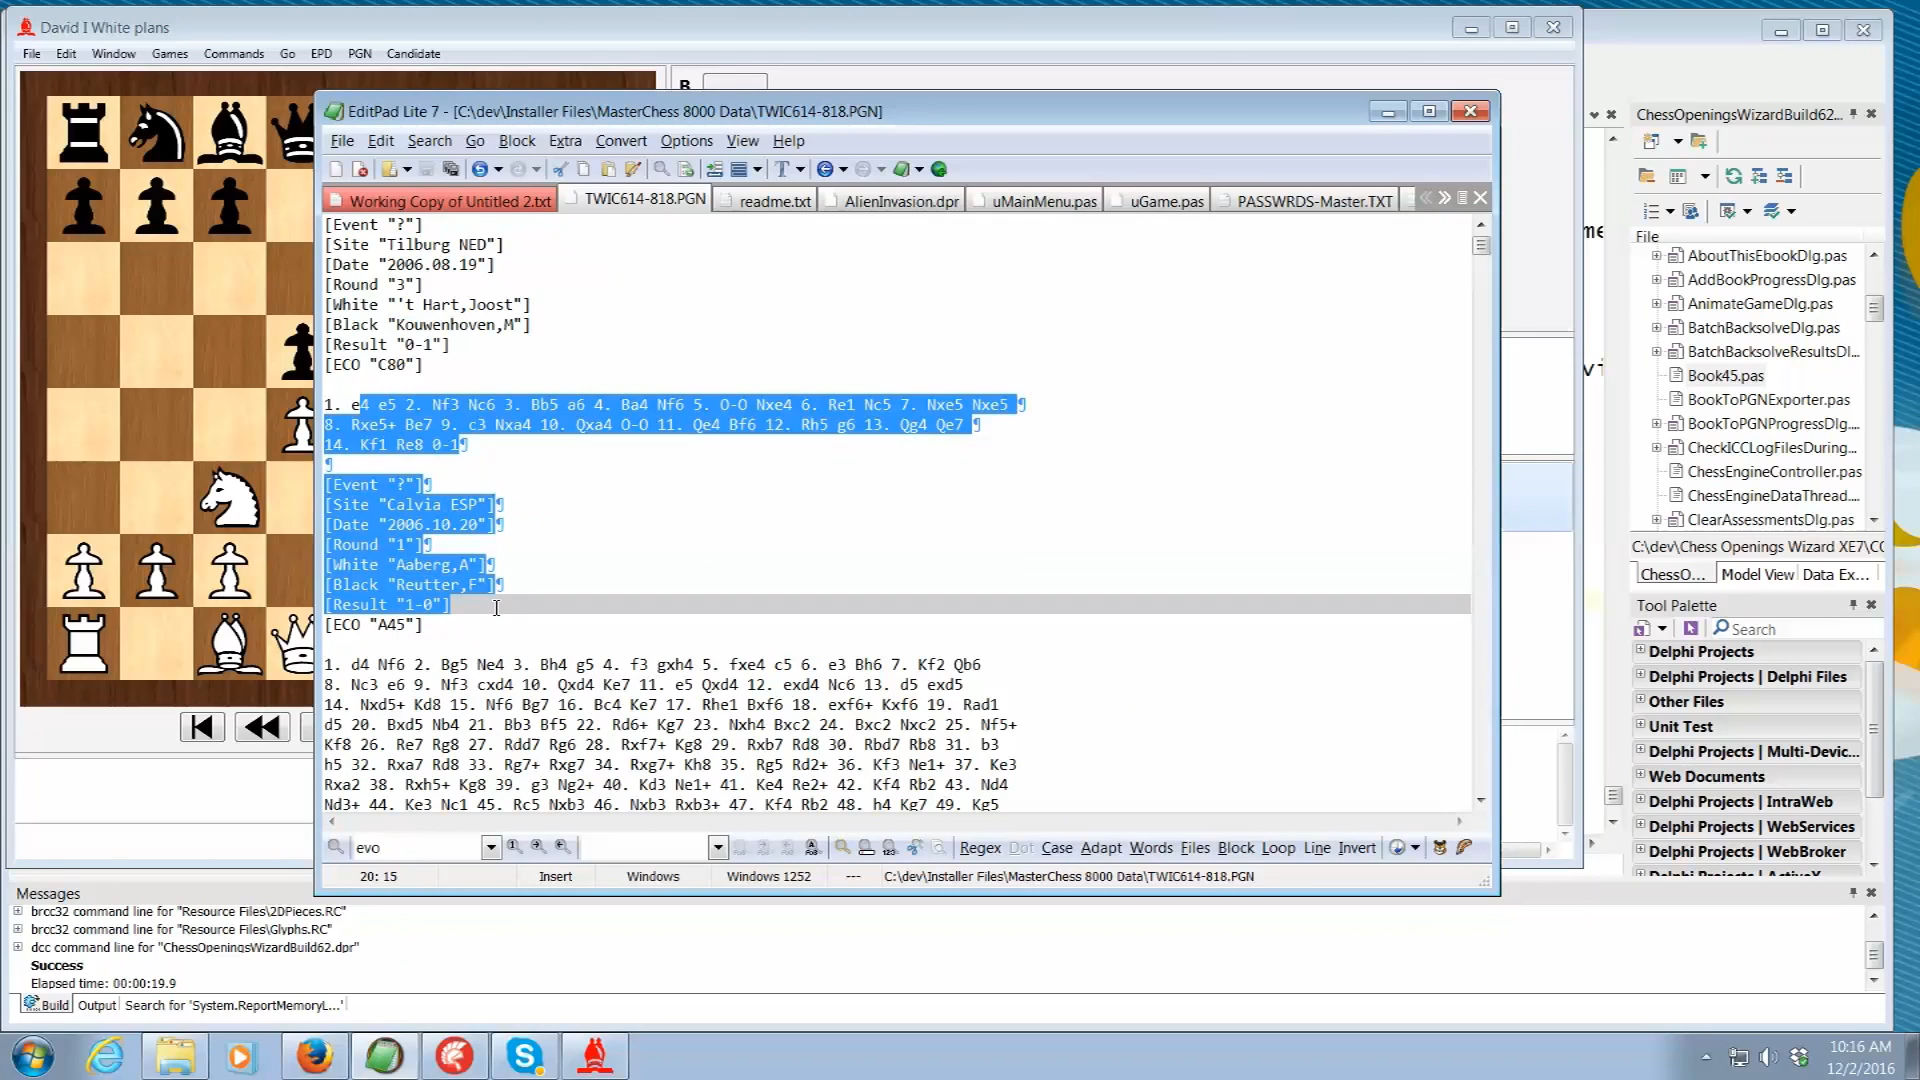 David I White plans
File Edit Window Games Commands Go EPD PGN Candidate
B
EditPad Lite 7 - [C:\dev\Installer Files\MasterChess 8000 Data\TWIC614-818.PGN]
File Edit Search Go Block Extra Convert Options View Help
Working Copy of Untitled 2.txt TWIC614-818.PGN readme.txt AlienInvasion.dpr uMainMenu.pas uGame.pas PASSWRDS-Master.TXT
[Event "?"]
[Site "Tilburg NED"]
[Date "2006.08.19"]
[Round "3"]
[White "'t Hart,Joost"]
[Black "Kouwenhoven,M"]
[Result "0-1"]
[ECO "C80"]
1. e4 e5 2. Nf3 Nc6 3. Bb5 a6 4. Ba4 Nf6 5. O-O Nxe4 6. Re1 Nc5 7. Nxe5 Nxe5 ¶
8. Rxe5+ Be7 9. c3 Nxa4 10. Qxa4 O-O 11. Qe4 Bf6 12. Rh5 g6 13. Qg4 Qe7 ¶
14. Kf1 Re8 0-1¶
¶
[Event "?"]¶
[Site "Calvia ESP"]¶
[Date "2006.10.20"]¶
[Round "1"]¶
[White "Aaberg,A"]¶
[Black "Reutter,F"]¶
[Result "1-0"]
[ECO "A45"]
1. d4 Nf6 2. Bg5 Ne4 3. Bh4 g5 4. f3 gxh4 5. fxe4 c5 6. e3 Bh6 7. Kf2 Qb6
8. Nc3 e6 9. Nf3 cxd4 10. Qxd4 Ke7 11. e5 Qxd4 12. exd4 Nc6 13. d5 exd5
14. Nxd5+ Kd8 15. Nf6 Bg7 16. Bc4 Ke7 17. Rhe1 Bxf6 18. exf6+ Kxf6 19. Rad1
d5 20. Bxd5 Nb4 21. Bb3 Bf5 22. Rd6+ Kg7 23. Nxh4 Bxc2 24. Bxc2 Nxc2 25. Nf5+
Kf8 26. Re7 Rg8 27. Rdd7 Rg6 28. Rxf7+ Kg8 29. Rxb7 Rd8 30. Rbd7 Rb8 31. b3
h5 32. Rxa7 Rd8 33. Rg7+ Rxg7 34. Rxg7+ Kh8 35. Rg5 Rd2+ 36. Kf3 Ne1+ 37. Ke3
Rxa2 38. Rxh5+ Kg8 39. g3 Ng2+ 40. Kd3 Ne1+ 41. Ke4 Re2+ 42. Kf4 Rb2 43. Nd4
Nd3+ 44. Ke3 Nc1 45. Rc5 Nxb3 46. Nxb3 Rxb3+ 47. Kf4 Rb2 48. h4 Kg7 49. Kg5
evo Regex Dot Case Adapt Words Files Block Loop Line Invert
20: 15 Insert Windows Windows 1252 --- C:\dev\Installer Files\MasterChess 8000 Data\TWIC614-818.PGN
ChessOpeningsWizardBuild62...
File
AboutThisEbookDlg.pas
AddBookProgressDlg.pas
AnimateGameDlg.pas
BatchBacksolveDlg.pas
BatchBacksolveResultsDl...
Book45.pas
BookToPGNExporter.pas
BookToPGNProgressDlg....
CheckICCLogFilesDuring...
ChessEngineController.pas
ChessEngineDataThread....
ClearAssessmentsDlg.pas
C:\dev\Chess Openings Wizard XE7\CO
ChessO... Model View Data Ex...
Tool Palette
Search
Delphi Projects
Delphi Projects | Delphi Files
Other Files
Unit Test
Delphi Projects | Multi-Devic...
Web Documents
Delphi Projects | IntraWeb
Delphi Projects | WebServices
Delphi Projects | WebBroker
Messages
brcc32 command line for "Resource Files\2DPieces.RC"
brcc32 command line for "Resource Files\Glyphs.RC"
dcc command line for "ChessOpeningsWizardBuild62.dpr"
Success
Elapsed time: 00:00:19.9
Build Output Search for 'System.ReportMemoryL...'
10:16 AM
12/2/2016